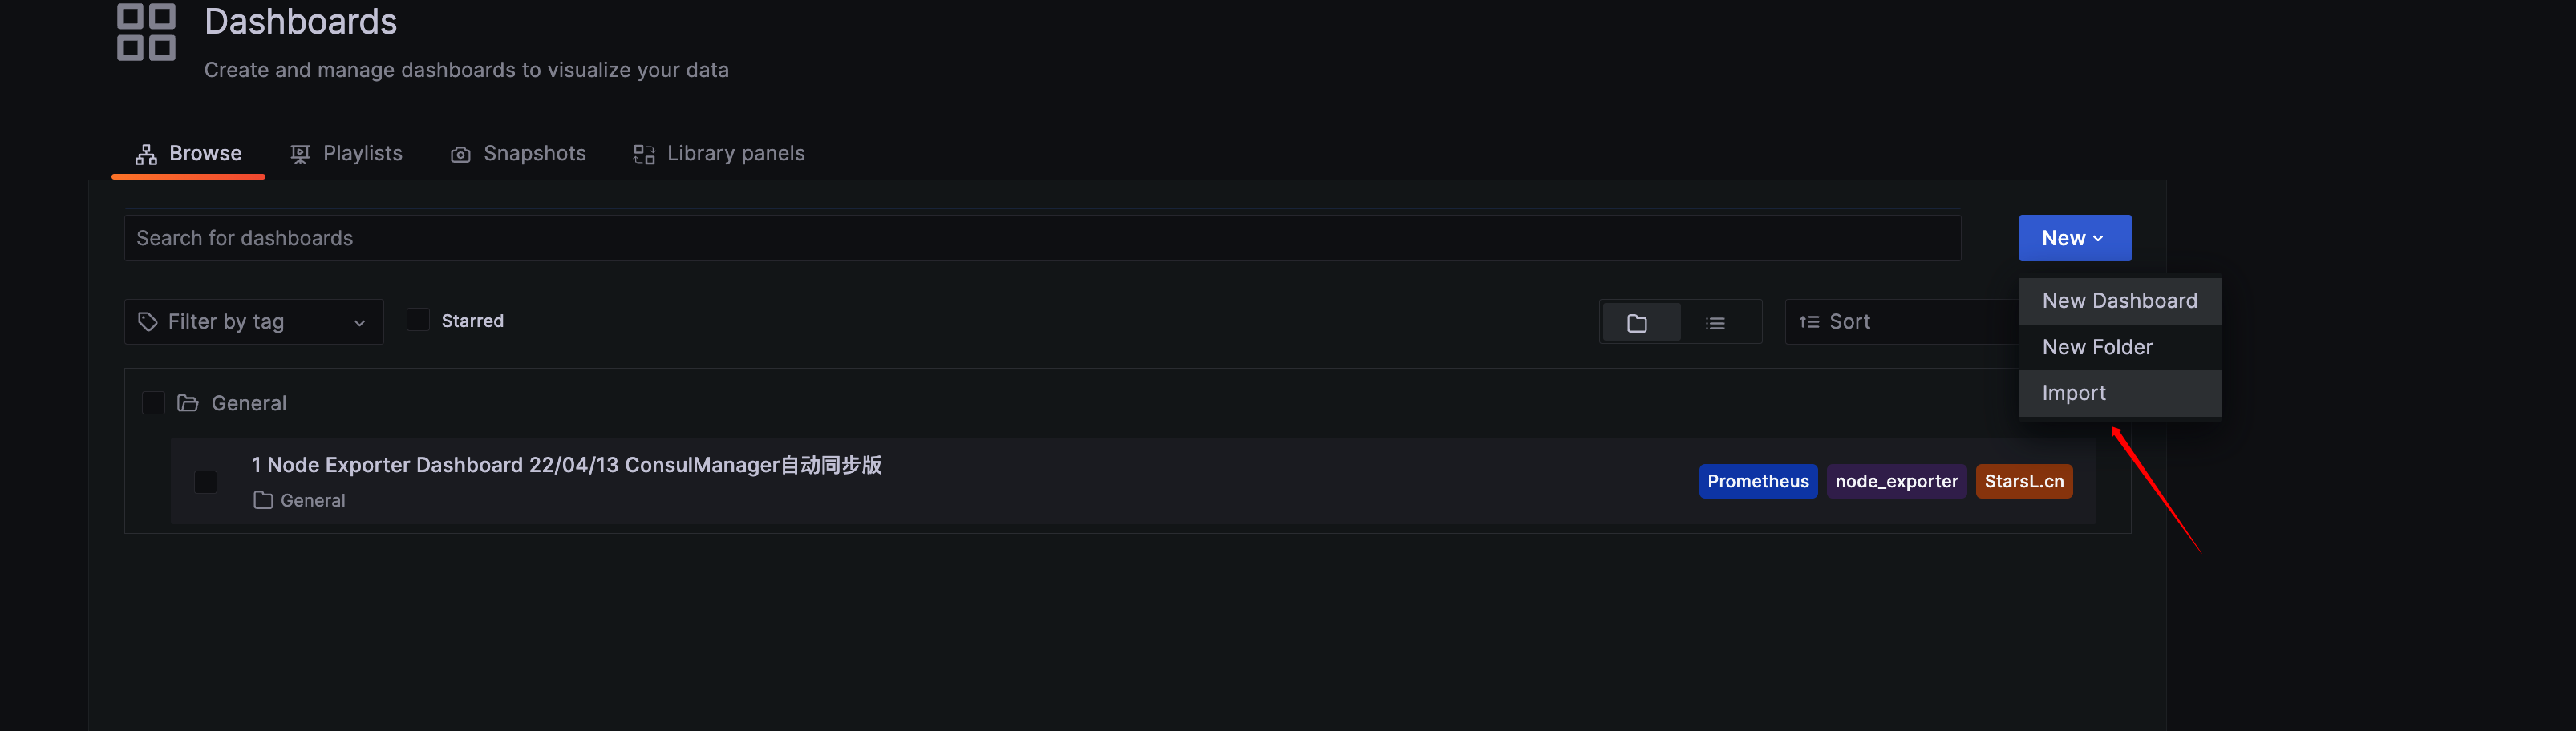 Dashboards
Create and manage dashboards to visualize your data
Browse
Playlists
Snapshots
Library panels
Search for dashboards
New
New Dashboard
New Folder
Import
Filter by tag
Starred
Sort
General
1 Node Exporter Dashboard 22/04/13 ConsulManager自动同步版
General
Prometheus
node_exporter
StarsL.cn